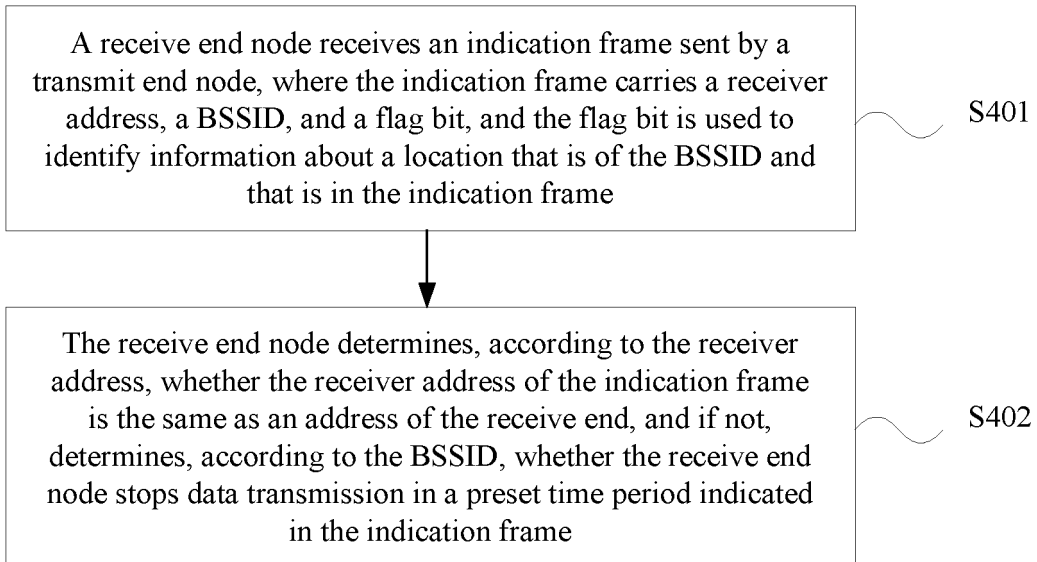 A receive end node receives an indication frame sent by a
transmit end node, where the indication frame carries a receiver
address, a BSSID, and a flag bit, and the flag bit is used to
identify information about a location that is of the BSSID and
that is in the indication frame
S401
The receive end node determines, according to the receiver
address, whether the receiver address of the indication frame
is the same as an address of the receive end, and if not,
determines, according to the BSSID, whether the receive end
node stops data transmission in a preset time period indicated
in the indication frame
S402